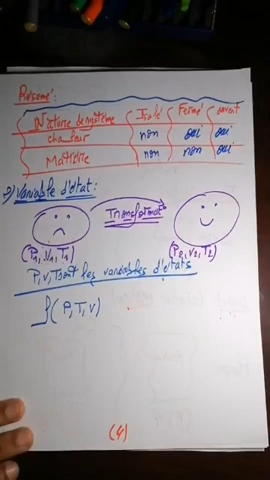 Résumé:
Nature de système Isolé Fermé ouvert
chaleur non oui oui
Matière non non oui
2) Variable d'état:
Transformat°
(P1, V1, T1) (P2, V2, T2)
P, V, T sont les variables d'états
f(P, T, V)
(4)